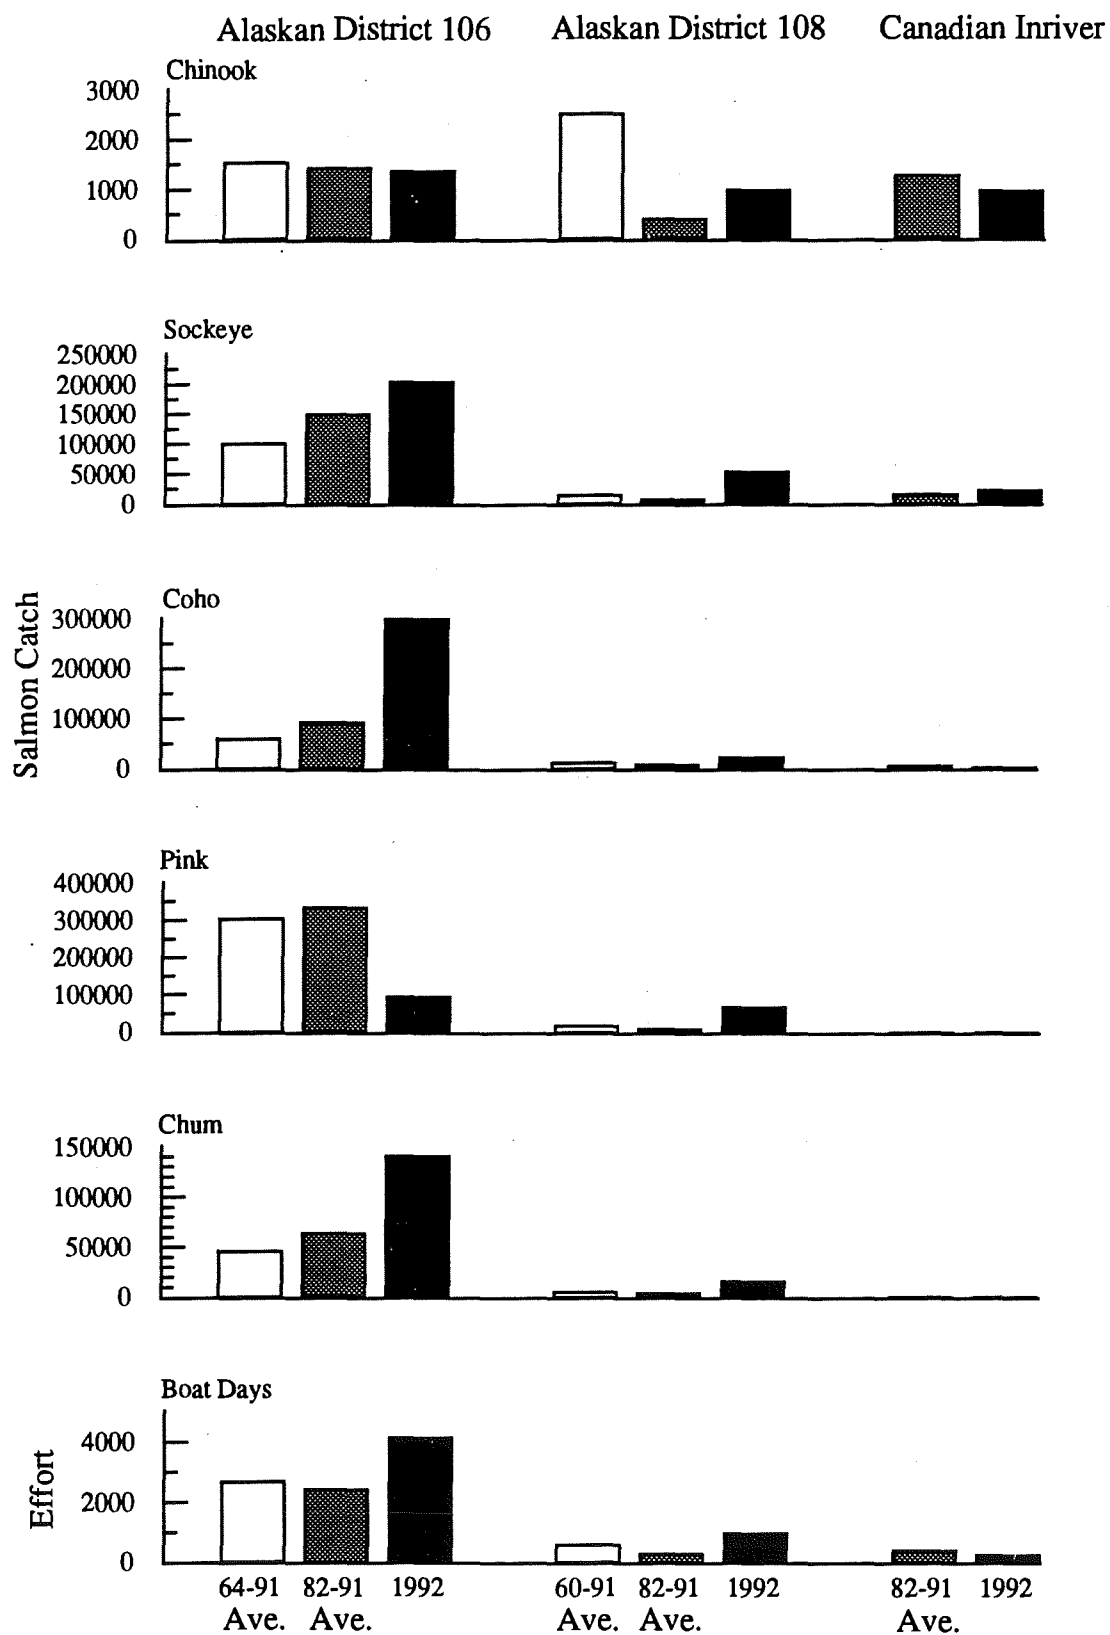 Alaskan District 106 Alaskan District 108 Canadian Inriver
Chinook
3000
2000
1000
0
Sockeye
250000
200000
150000
100000
50000
0
Salmon Catch
Coho
300000
200000
100000
0
Pink
400000
300000
200000
100000
0
Chum
150000
100000
50000
0
Boat Days
Effort
4000
2000
0
64-91 82-91 1992 60-91 82-91 1992 82-91 1992
Ave. Ave. Ave. Ave. Ave.